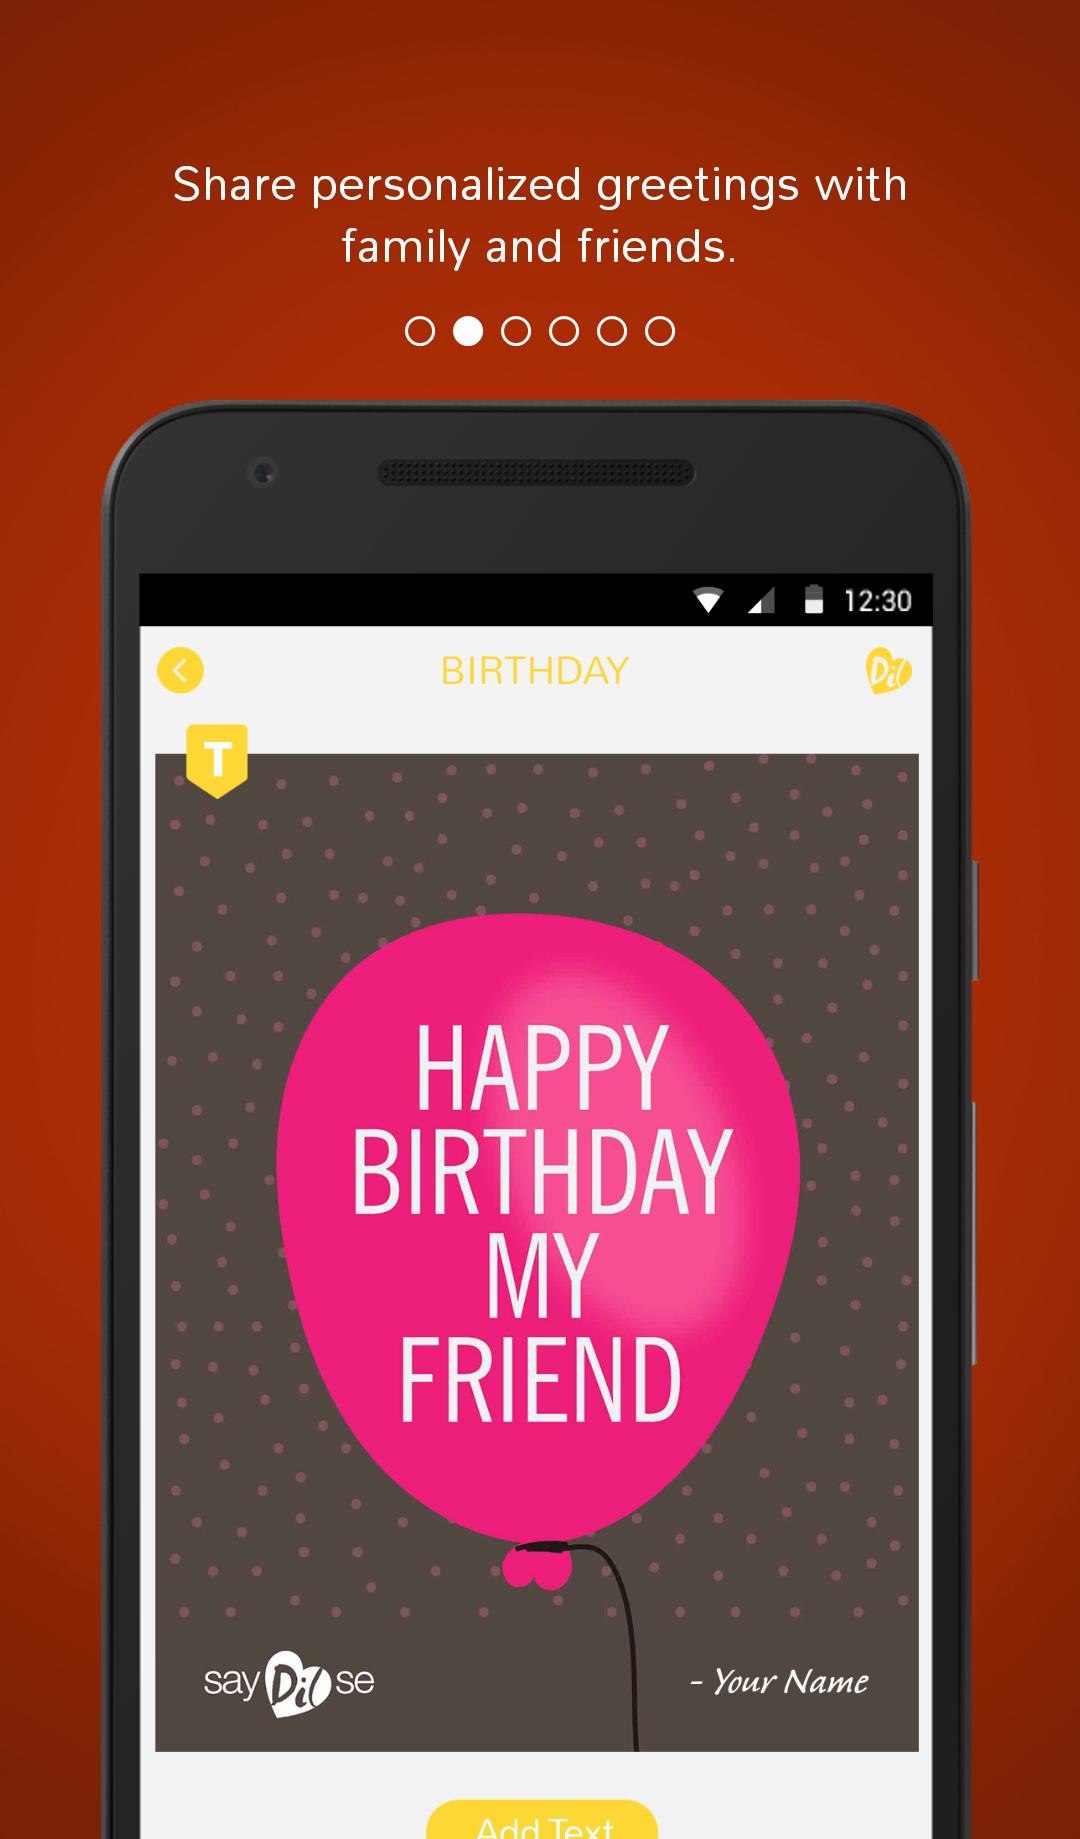 Share personalized greetings with
family and friends.
12:30
BIRTHDAY
Dil
T
HAPPY
BIRTHDAY
MY
FRIEND
say Dil se
- Your Name
Add Text